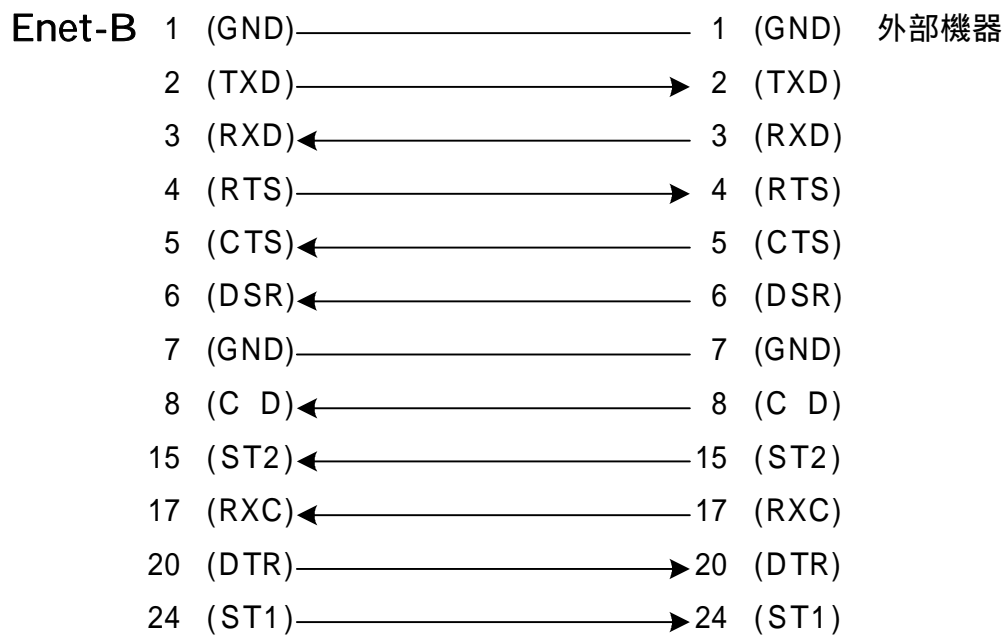 Enet-B 1 (GND) 1 (GND) 外部機器
2 (TXD) 2 (TXD)
3 (RXD) 3 (RXD)
4 (RTS) 4 (RTS)
5 (CTS) 5 (CTS)
6 (DSR) 6 (DSR)
7 (GND) 7 (GND)
8 (C D) 8 (C D)
15 (ST2) 15 (ST2)
17 (RXC) 17 (RXC)
20 (DTR) 20 (DTR)
24 (ST1) 24 (ST1)